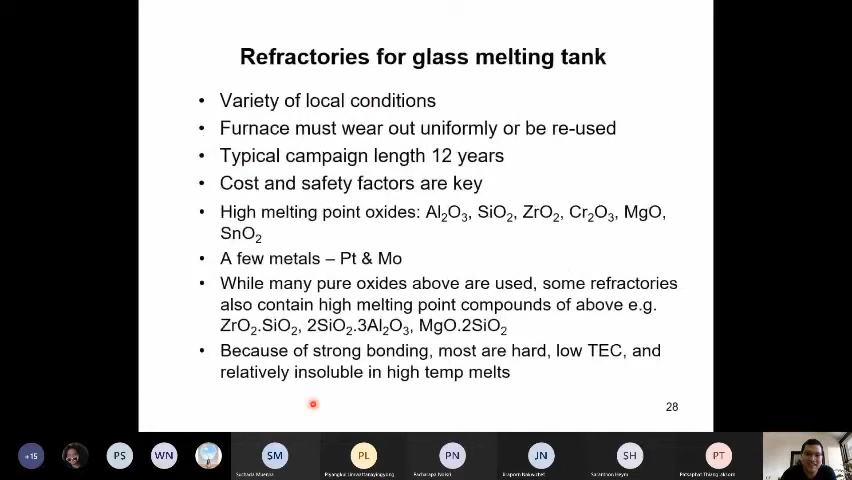 Refractories for glass melting tank
• Variety of local conditions
• Furnace must wear out uniformly or be re-used
• Typical campaign length 12 years
• Cost and safety factors are key
• High melting point oxides: Al₂O₃, SiO₂, ZrO₂, Cr₂O₃, MgO,
SnO₂
• A few metals – Pt & Mo
• While many pure oxides above are used, some refractories
also contain high melting point compounds of above e.g.
ZrO₂.SiO₂, 2SiO₂.3Al₂O₃, MgO.2SiO₂
• Because of strong bonding, most are hard, low TEC, and
relatively insoluble in high temp melts
28
+15
PS
WN
SM
PL
PN
JN
SH
PT
Suchada
Piyangkul
Pacharapa
Saranthon